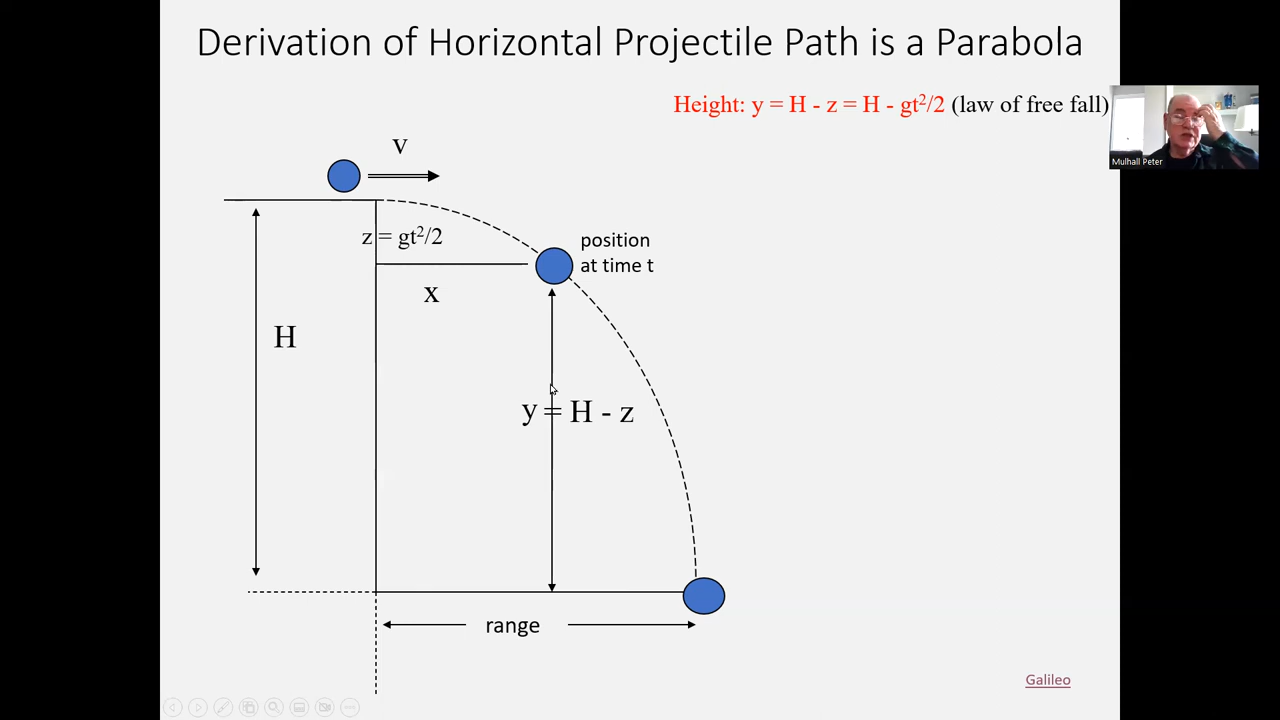 Derivation of Horizontal Projectile Path is a Parabola
Height: y = H - z = H - gt²/2 (law of free fall)
Mulhall Peter
v
z = gt²/2
position
at time t
x
H
y = H - z
range
Galileo